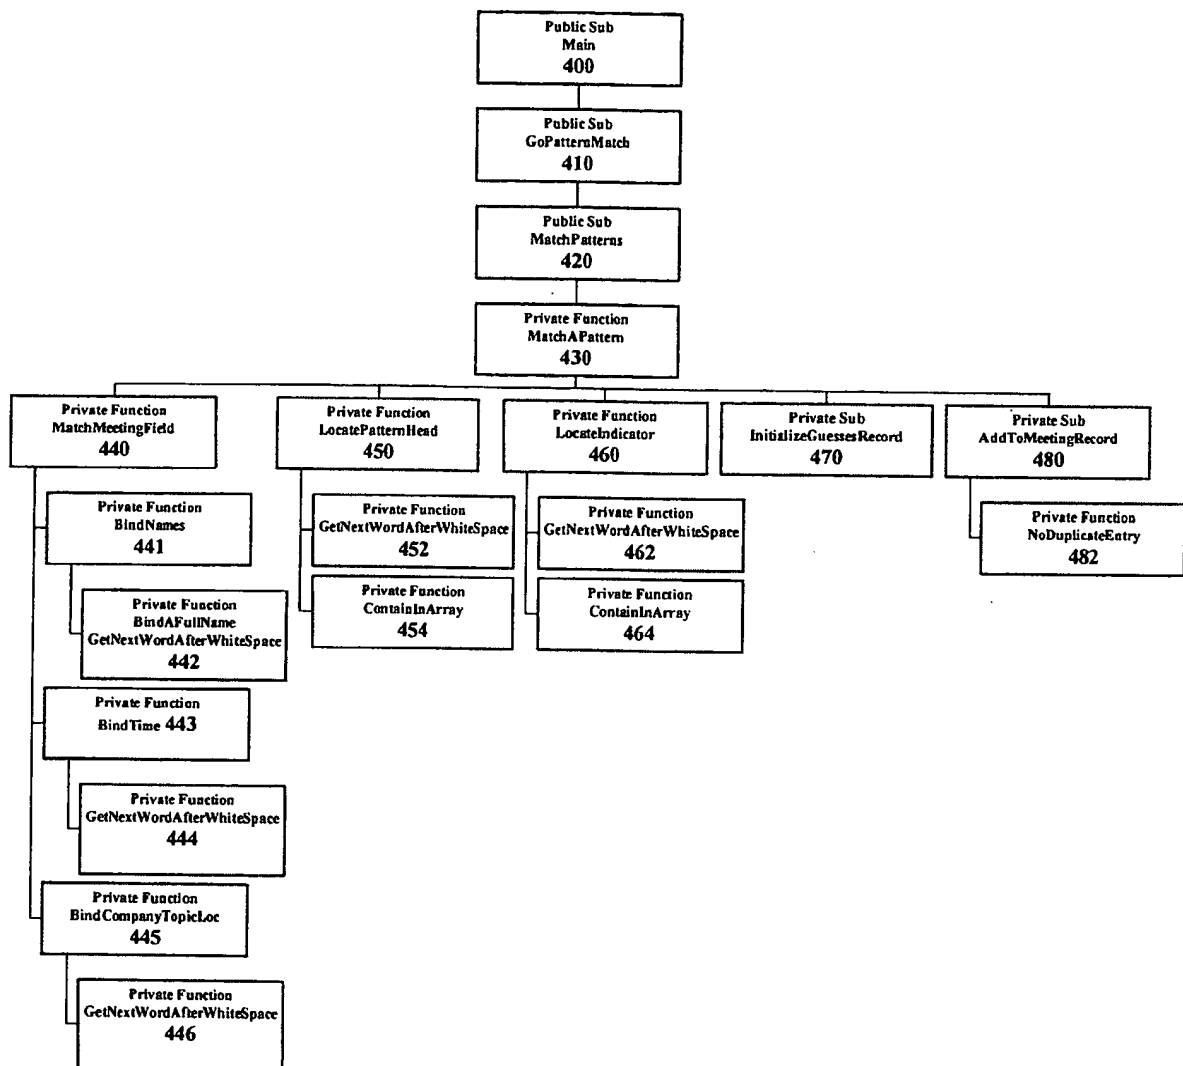 Public Sub
Main
400
Public Sub
GoPatternMatch
410
Public Sub
MatchPatterns
420
Private Function
MatchAPattern
430
Private Function
MatchMeetingField
440
Private Function
LocatePatternHead
450
Private Function
LocateIndicator
460
Private Sub
InitializeGuessesRecord
470
Private Sub
AddToMeetingRecord
480
Private Function
BindNames
441
Private Function
GetNextWordAfterWhiteSpace
452
Private Function
GetNextWordAfterWhiteSpace
462
Private Function
NoDuplicateEntry
482
Private Function
BindAFullName
GetNextWordAfterWhiteSpace
442
Private Function
ContainInArray
454
Private Function
ContainInArray
464
Private Function
BindTime 443
Private Function
GetNextWordAfterWhiteSpace
444
Private Function
BindCompanyTopicLoc
445
Private Function
GetNextWordAfterWhiteSpace
446